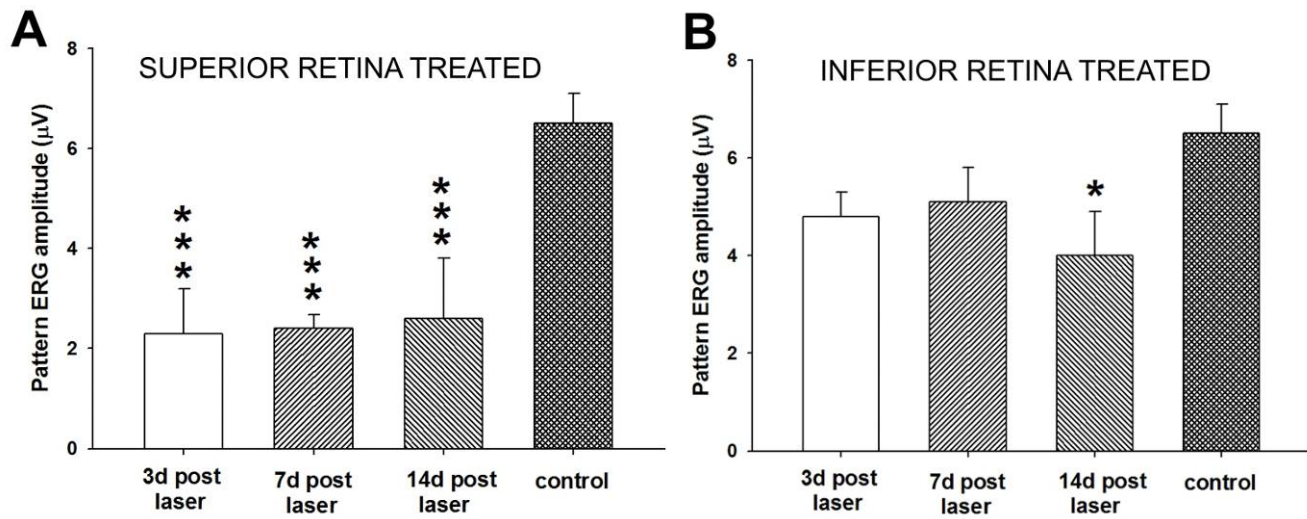 A
SUPERIOR RETINA TREATED
Pattern ERG amplitude (μV)
8
6
4
2
0
***
***
***
3d post
laser
7d post
laser
14d post
laser
control
B
INFERIOR RETINA TREATED
Pattern ERG amplitude (μV)
8
6
4
2
0
*
3d post
laser
7d post
laser
14d post
laser
control